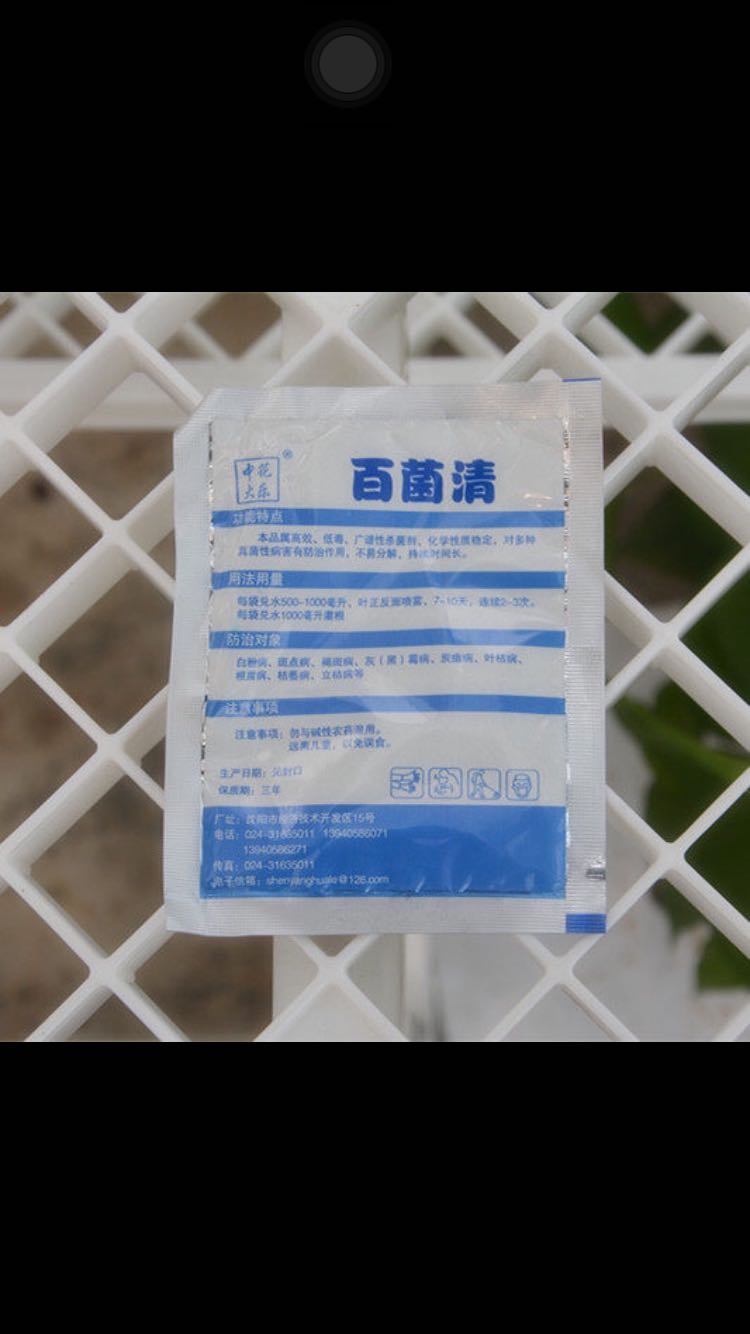 中花
大乐
®
百菌清
功能特点
本品属高效、低毒、广谱性杀菌剂，化学性质稳定，对多种
真菌性病害有防治作用，不易分解，持续时间长。
用法用量
每袋兑水500-1000毫升、叶正反面喷雾，7-10天，连续2-3次。
每袋兑水1000毫升灌根
防治对象
白粉病、斑点病、褐斑病、灰（黑）霉病、炭疽病、叶枯病、
根腐病、枯萎病、立枯病等
注意事项
注意事项：勿与碱性农药混用。
远离儿童，以免误食。
生产日期：见封口
保质期：三年
厂址：沈阳市经济技术开发区15号
电话：024-31635011 13940586071
13940586271
传真：024-31635011
电子信箱：shenyanghuale@126.com